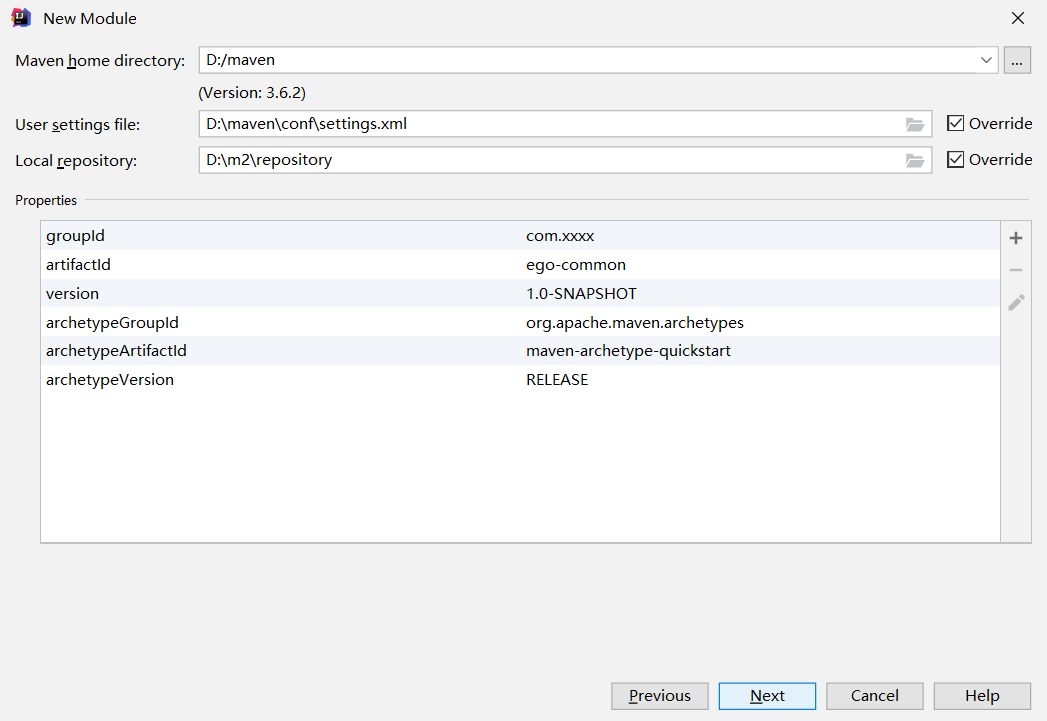 New Module
Maven home directory: D:/maven ...
(Version: 3.6.2)
User settings file: D:\maven\conf\settings.xml Override
Local repository: D:\m2\repository Override
Properties
groupId com.xxxx
artifactId ego-common
version 1.0-SNAPSHOT
archetypeGroupId org.apache.maven.archetypes
archetypeArtifactId maven-archetype-quickstart
archetypeVersion RELEASE
Previous Next Cancel Help